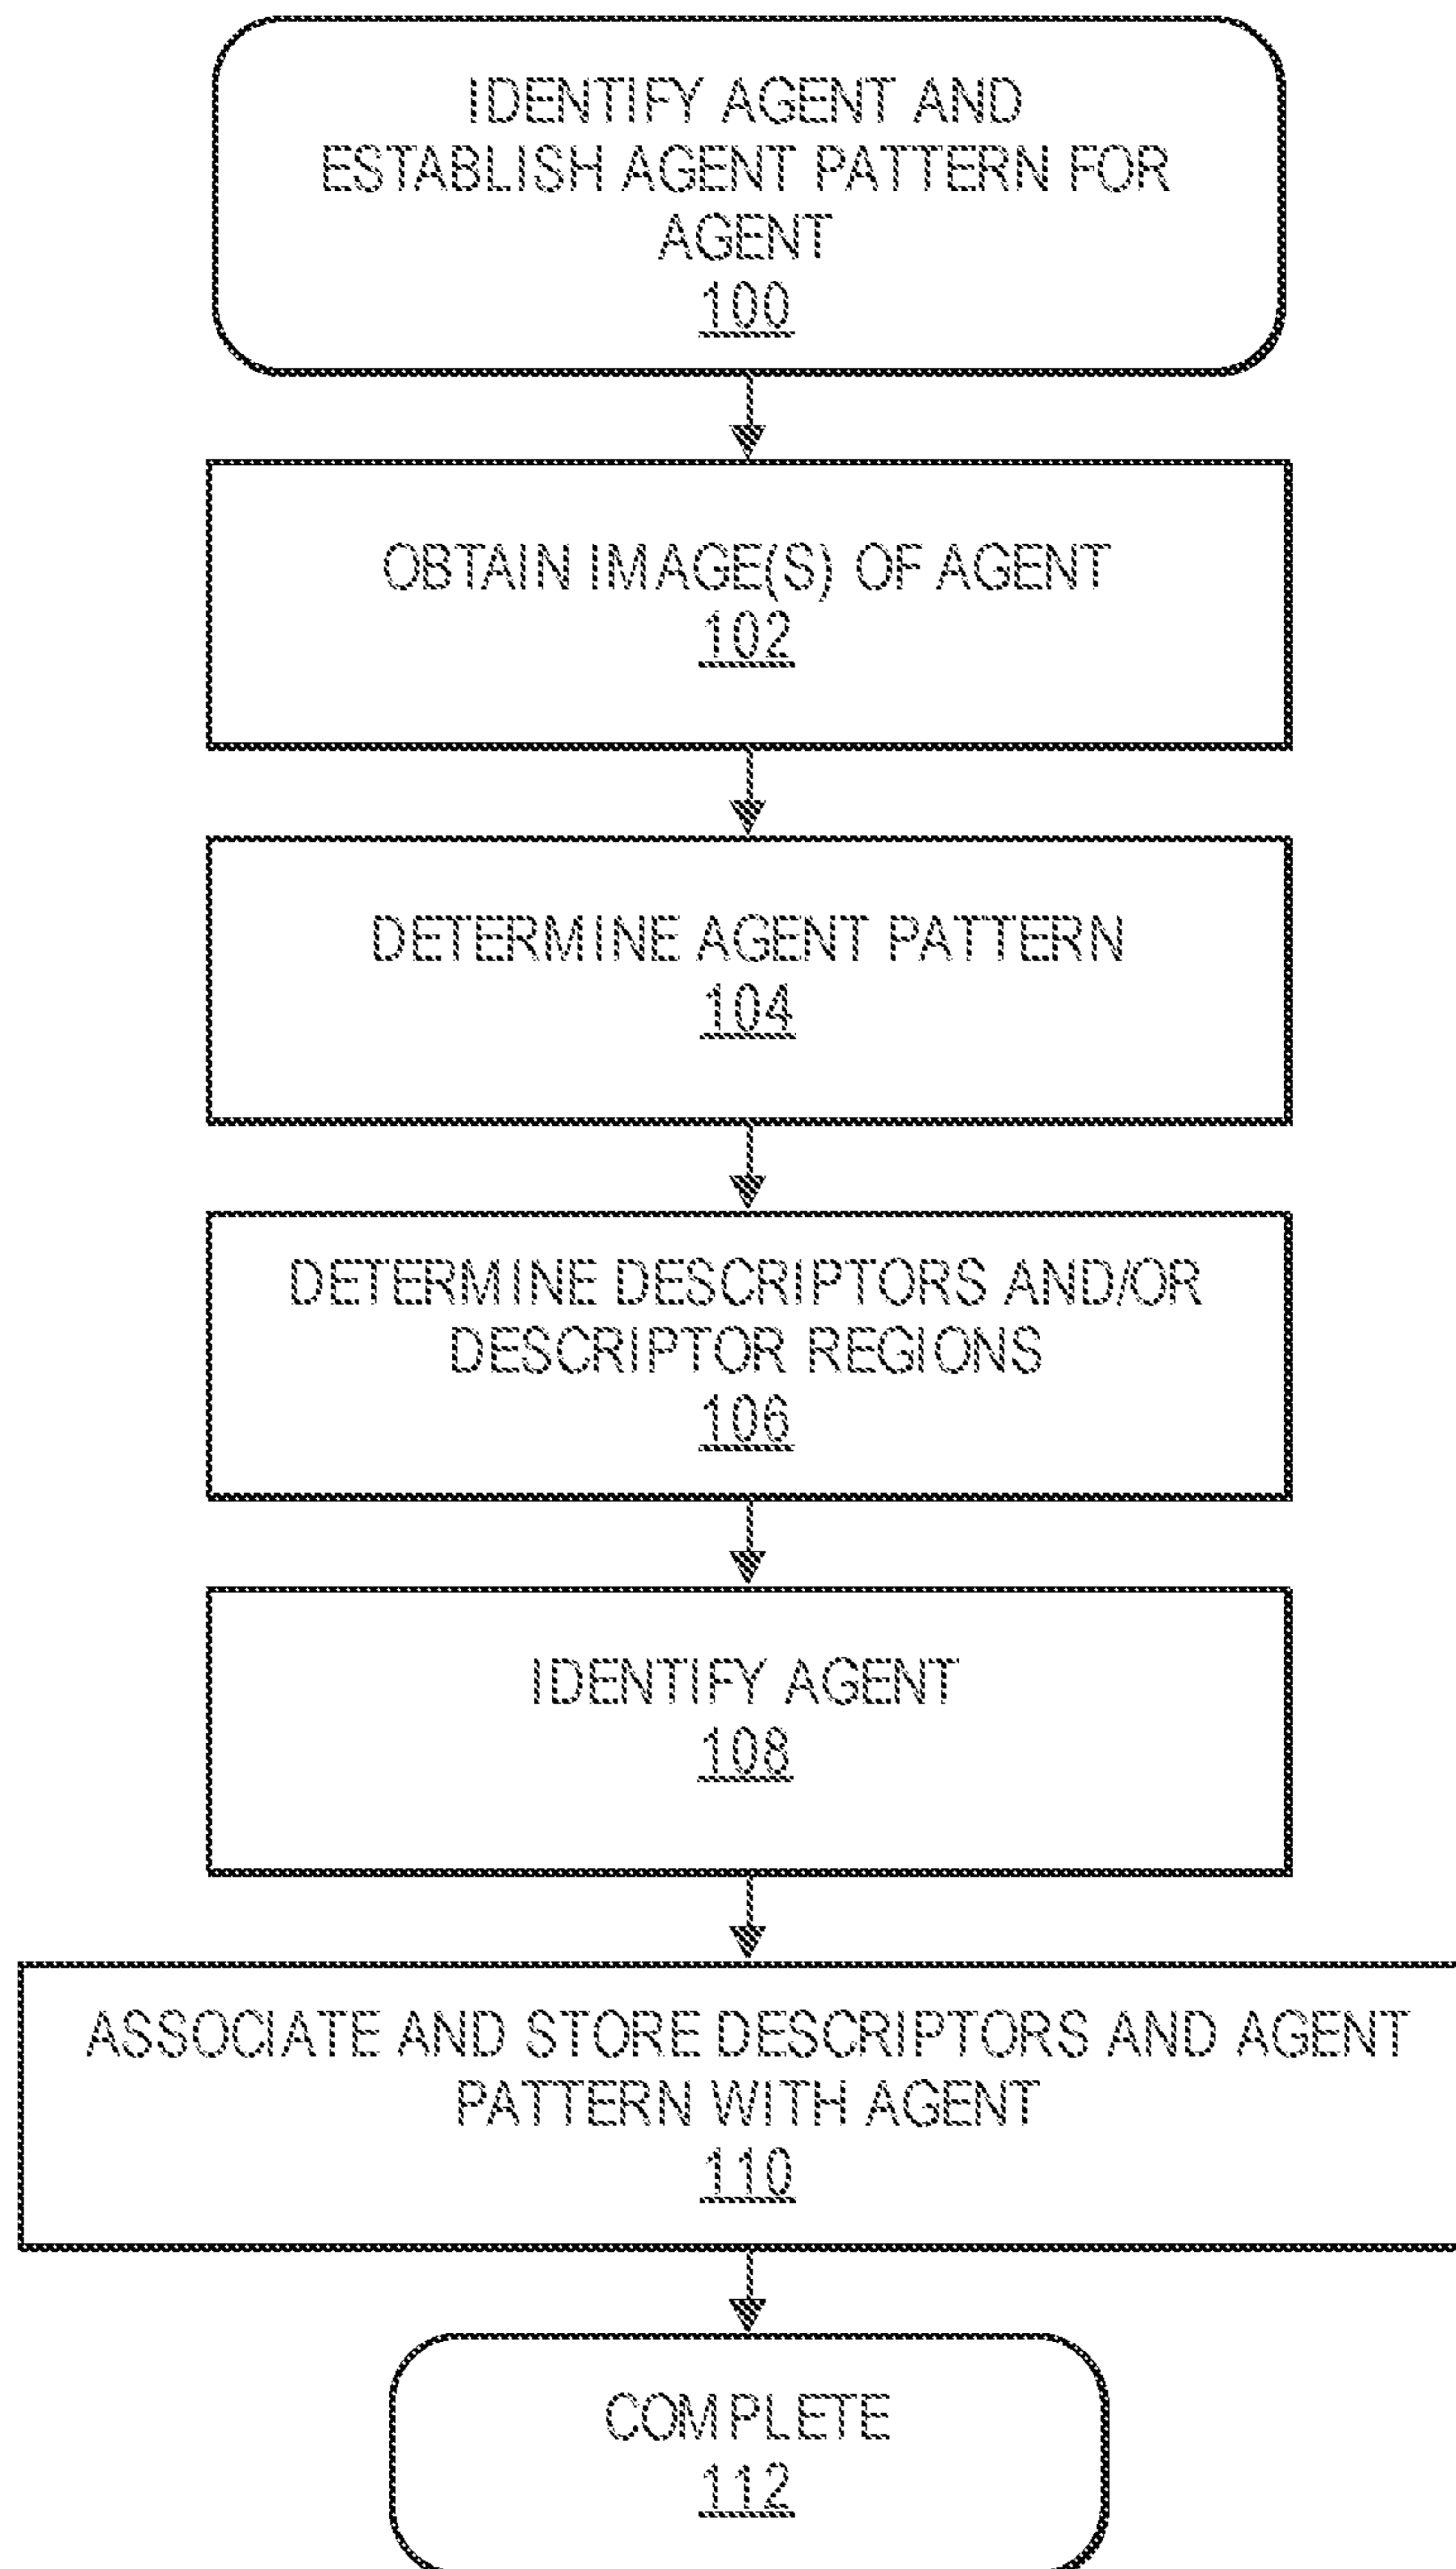 IDENTIFY AGENT AND
ESTABLISH AGENT PATTERN FOR
AGENT
100
OBTAIN IMAGE(S) OF AGENT
102
DETERMINE AGENT PATTERN
104
DETERMINE DESCRIPTORS AND/OR
DESCRIPTOR REGIONS
106
IDENTIFY AGENT
108
ASSOCIATE AND STORE DESCRIPTORS AND AGENT
PATTERN WITH AGENT
110
COMPLETE
112